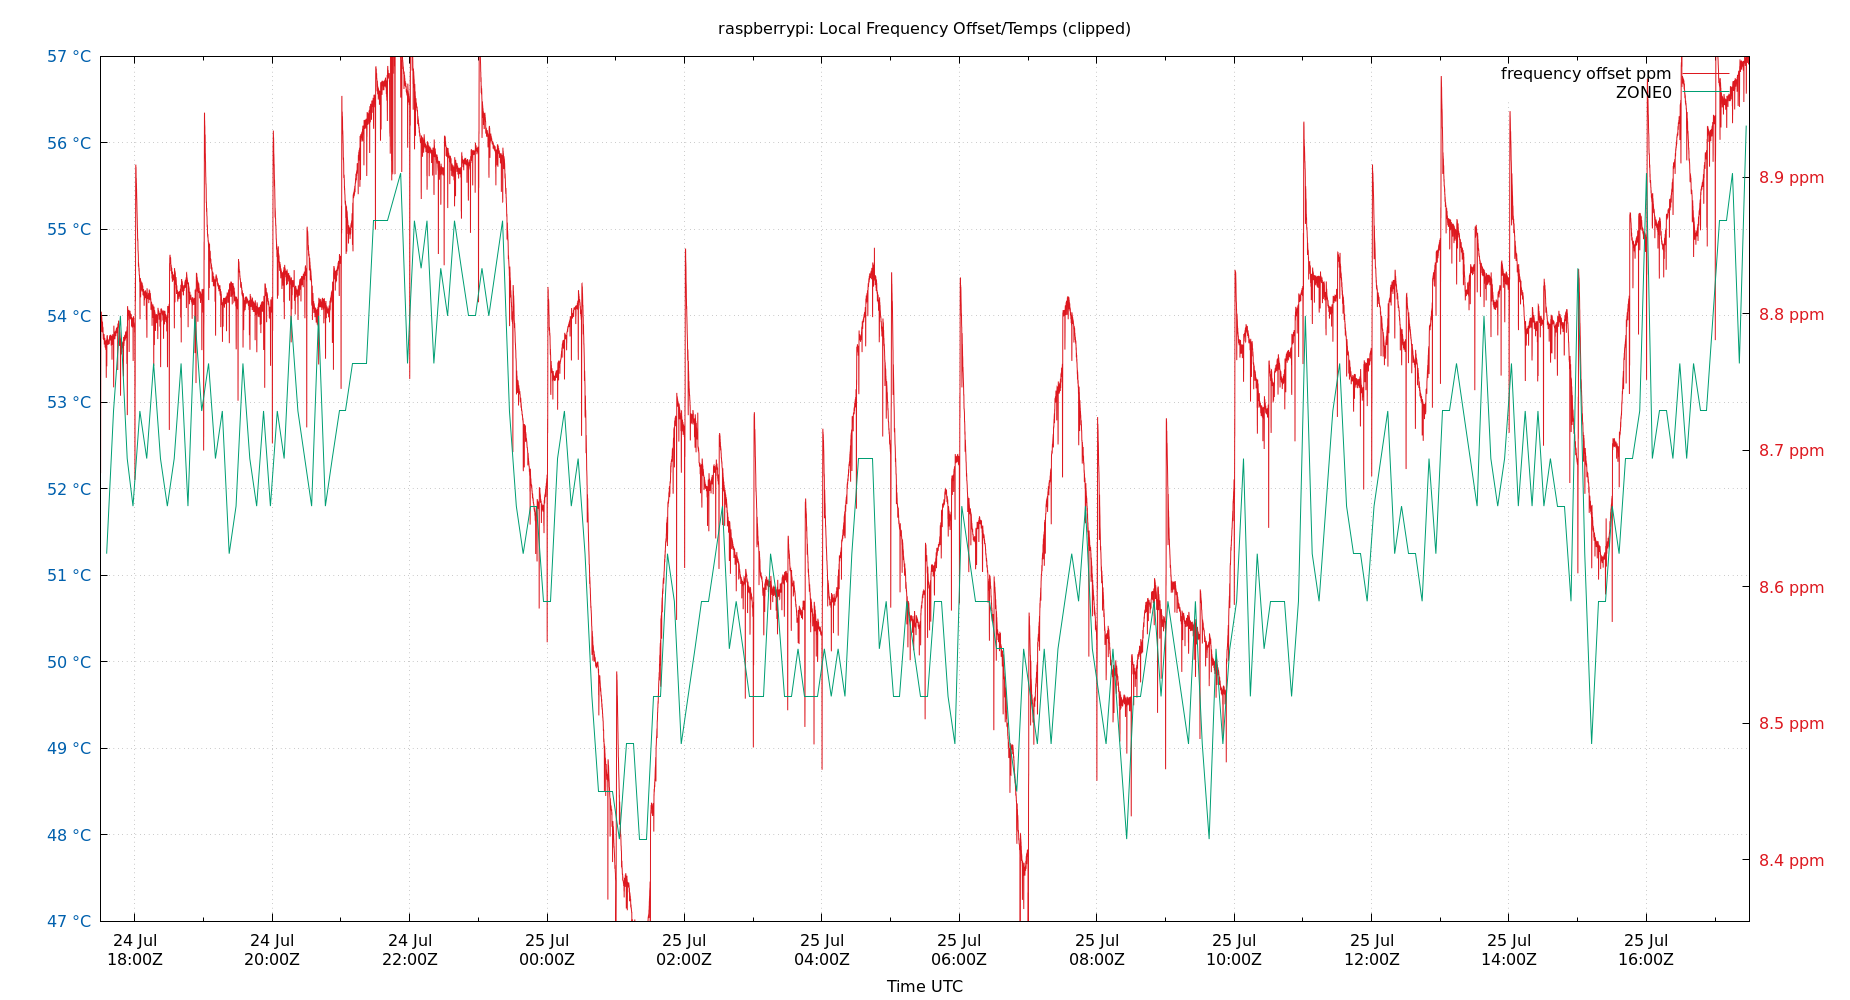 raspberrypi: Local Frequency Offset/Temps (clipped)
57 °C
56 °C
55 °C
54 °C
53 °C
52 °C
51 °C
50 °C
49 °C
48 °C
47 °C
frequency offset ppm
ZONE0
8.9 ppm
8.8 ppm
8.7 ppm
8.6 ppm
8.5 ppm
8.4 ppm
24 Jul
18:00Z
24 Jul
20:00Z
24 Jul
22:00Z
25 Jul
00:00Z
25 Jul
02:00Z
25 Jul
04:00Z
25 Jul
06:00Z
25 Jul
08:00Z
25 Jul
10:00Z
25 Jul
12:00Z
25 Jul
14:00Z
25 Jul
16:00Z
Time UTC